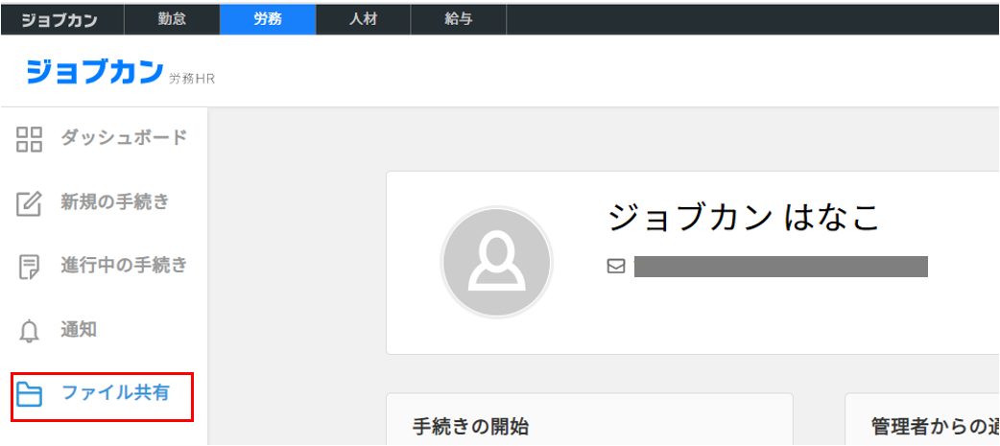 ジョブカン 勤怠 労務 人材 給与
ジョブカン 労務HR
ダッシュボード
新規の手続き
進行中の手続き
通知
ファイル共有
ジョブカン はなこ
手続きの開始
管理者からの通